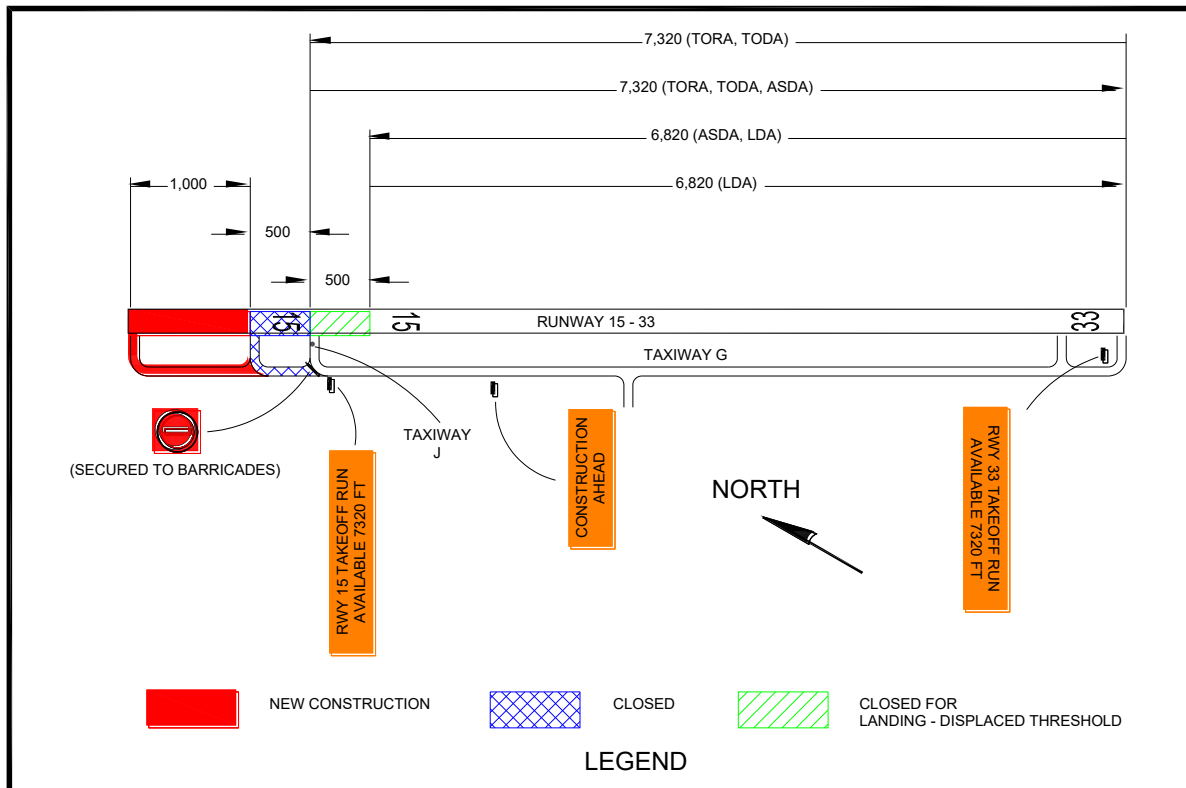 7,320 (TORA, TODA)
7,320 (TORA, TODA, ASDA)
6,820 (ASDA, LDA)
1,000
6,820 (LDA)
500
500
15
15
RUNWAY 15 - 33
33
TAXIWAY G
(SECURED TO BARRICADES)
RWY 15 TAKEOFF RUN
AVAILABLE 7320 FT
TAXIWAY
J
CONSTRUCTION
AHEAD
NORTH
RWY 33 TAKEOFF RUN
AVAILABLE 7320 FT
NEW CONSTRUCTION
CLOSED
CLOSED FOR
LANDING - DISPLACED THRESHOLD
LEGEND